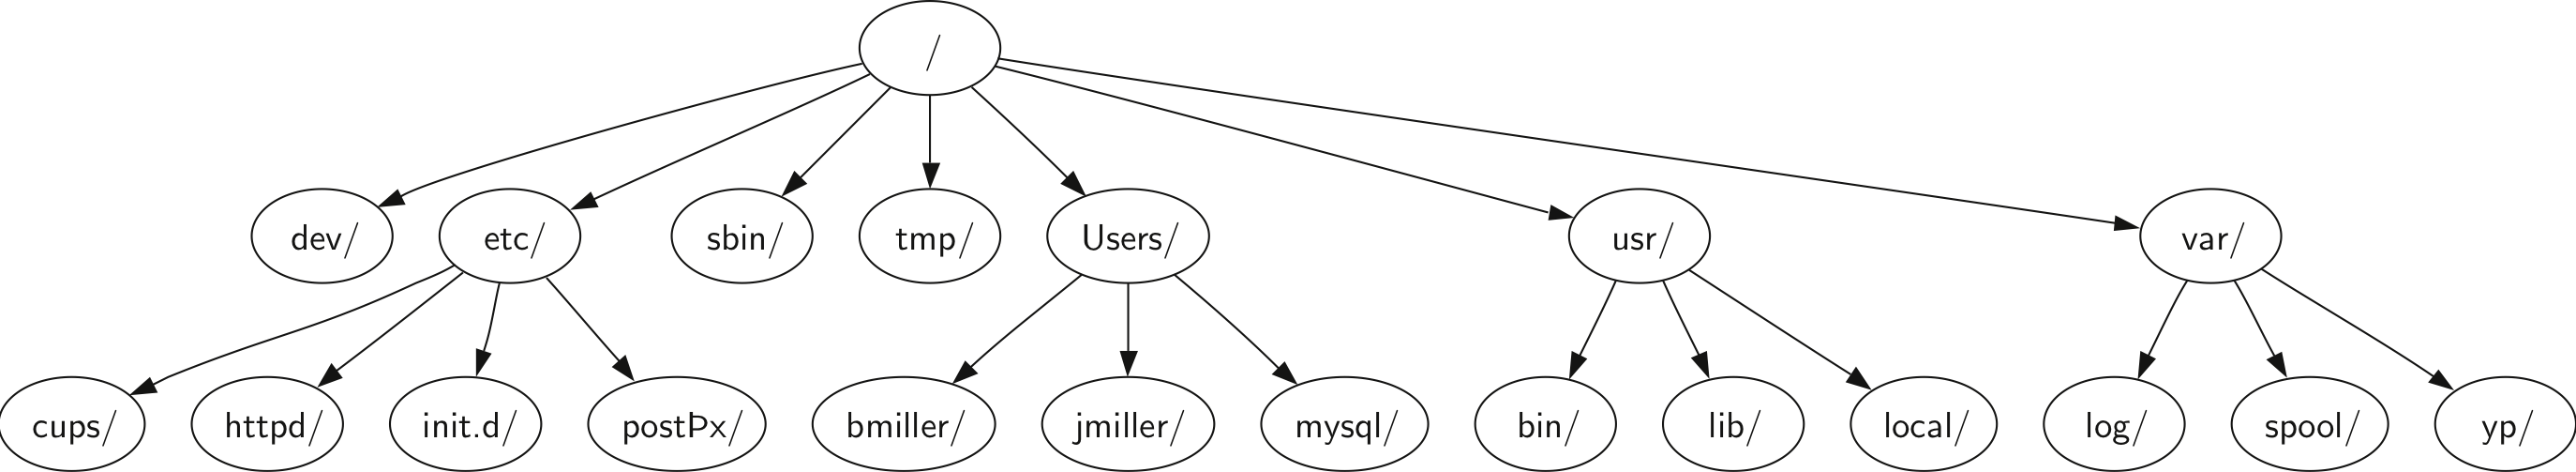 /
dev/ etc/ sbin/ tmp/ Users/ usr/ var/
cups/ httpd/ init.d/ postÞx/ bmiller/ jmiller/ mysql/ bin/ lib/ local/ log/ spool/ yp/